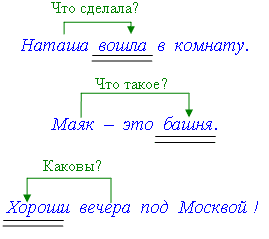 Что сделала?
Наташа вошла в комнату.
Что такое?
Маяк – это башня.
Каковы?
Хороши вечера под Москвой !